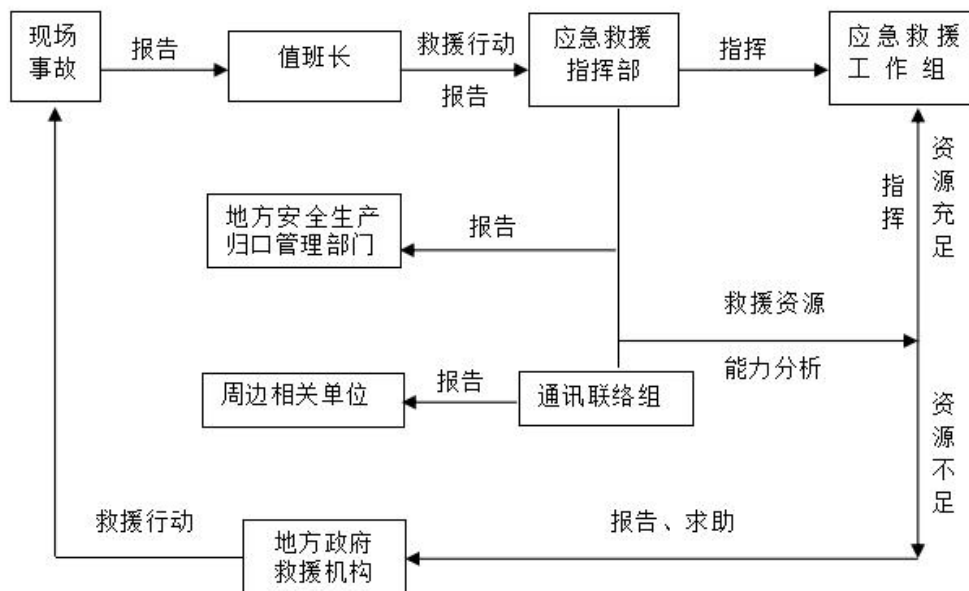 现场
事故
报告
值班长
救援行动
报告
应急救援
指挥部
指挥
应急救援
工作组
指挥
资源充足
地方安全生产
归口管理部门
报告
救援资源
能力分析
周边相关单位
报告
通讯联络组
资源不足
救援行动
地方政府
救援机构
报告、求助